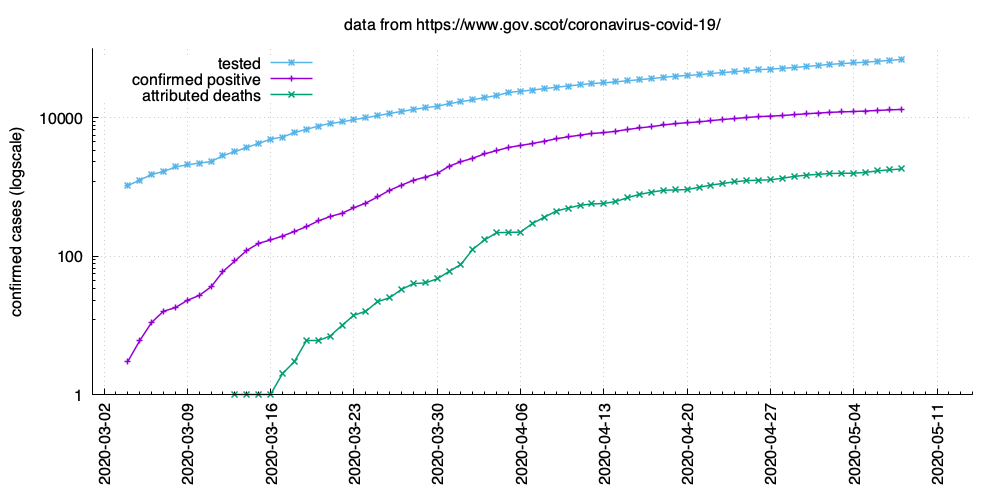 data from https://www.gov.scot/coronavirus-covid-19/
tested
confirmed positive
attributed deaths
confirmed cases (logscale)
10000
100
1
2020-03-02
2020-03-09
2020-03-16
2020-03-23
2020-03-30
2020-04-06
2020-04-13
2020-04-20
2020-04-27
2020-05-04
2020-05-11